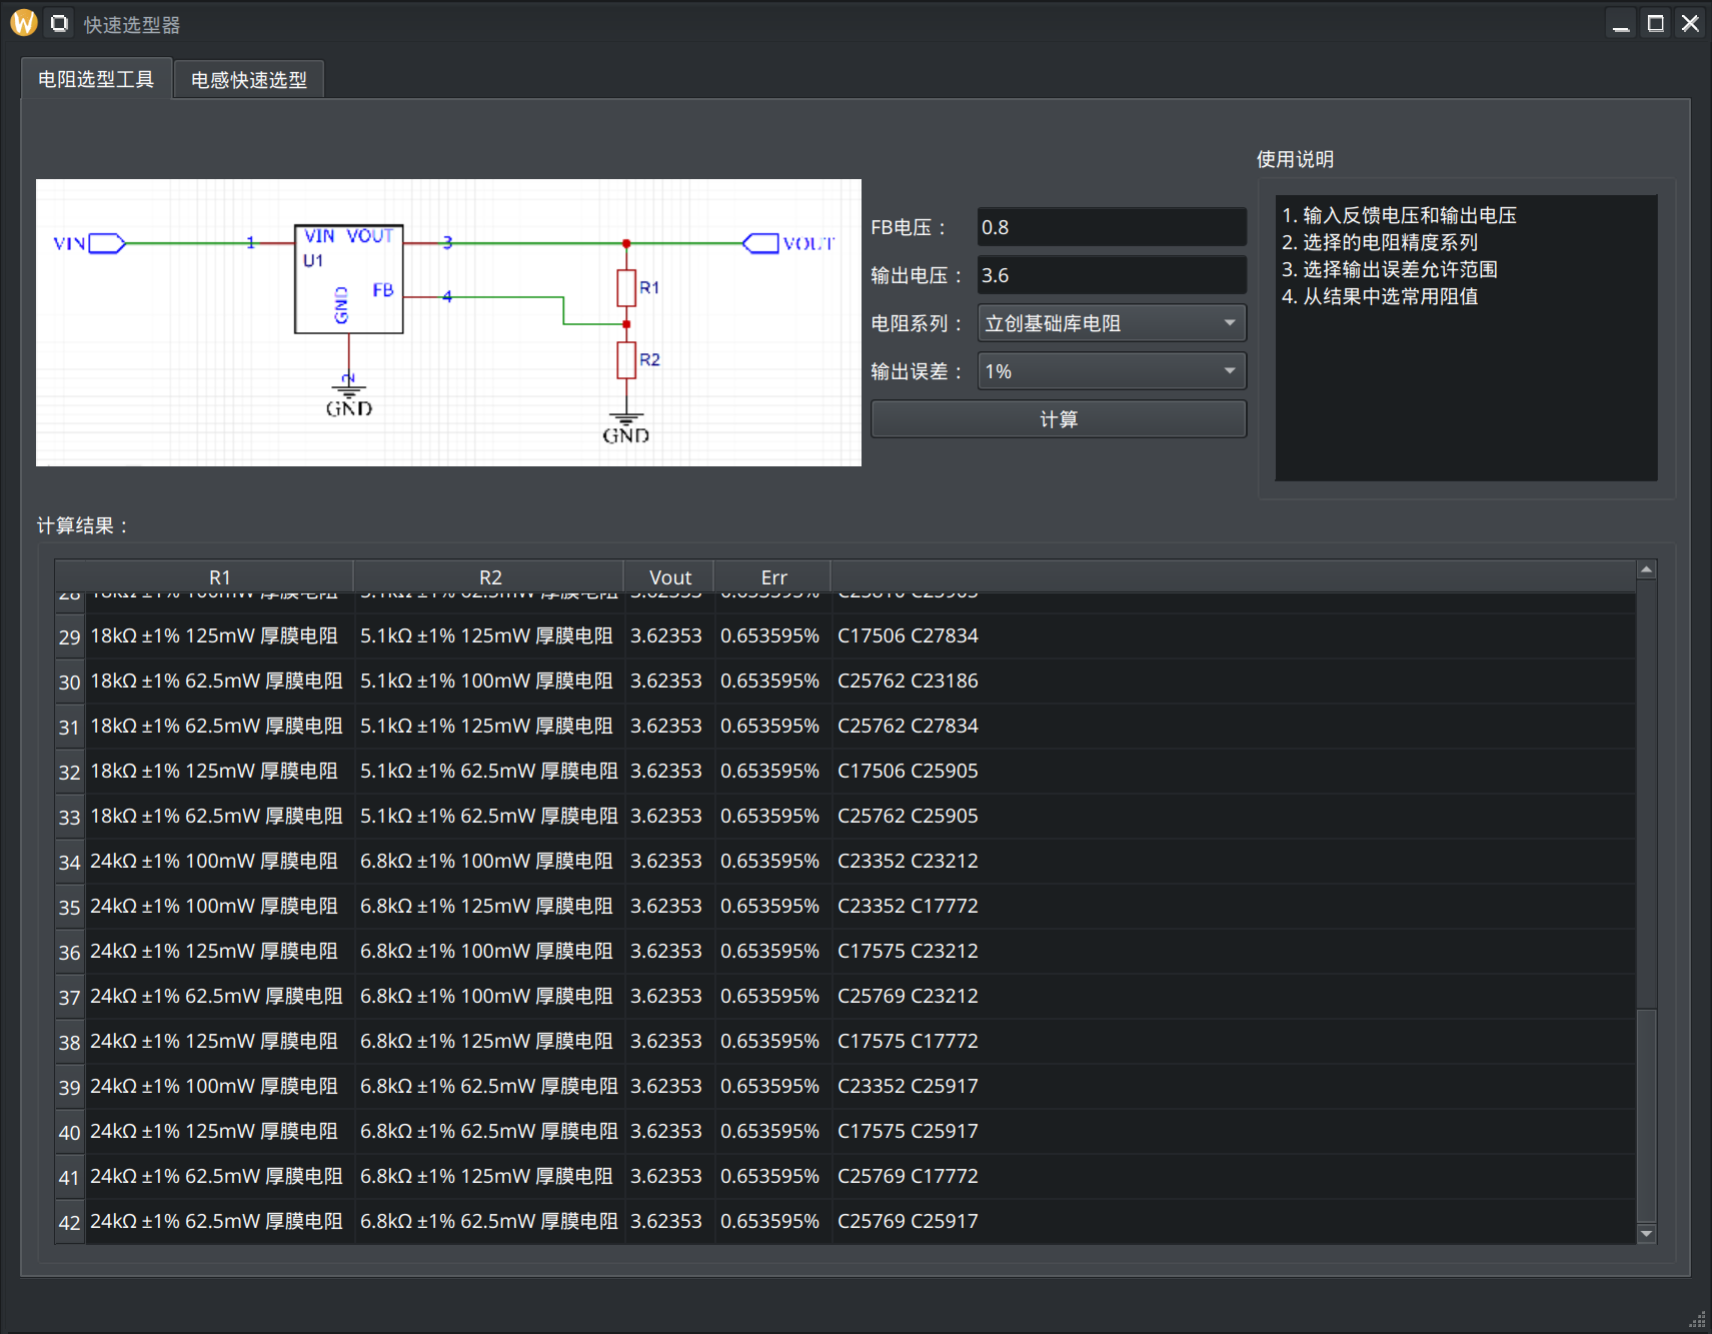 快速选型器
电阻选型工具 电感快速选型
使用说明
1. 输入反馈电压和输出电压
2. 选择的电阻精度系列
3. 选择输出误差允许范围
4. 从结果中选常用阻值
VIN 1 VIN VOUT 3 VOUT
U1
FB 4
GND
R1
R2
2
GND
GND
FB电压： 0.8
输出电压： 3.6
电阻系列： 立创基础库电阻
输出误差： 1%
计算
计算结果：
R1 R2 Vout Err
29 18kΩ ±1% 125mW 厚膜电阻 5.1kΩ ±1% 125mW 厚膜电阻 3.62353 0.653595% C17506 C27834
30 18kΩ ±1% 62.5mW 厚膜电阻 5.1kΩ ±1% 100mW 厚膜电阻 3.62353 0.653595% C25762 C23186
31 18kΩ ±1% 62.5mW 厚膜电阻 5.1kΩ ±1% 125mW 厚膜电阻 3.62353 0.653595% C25762 C27834
32 18kΩ ±1% 125mW 厚膜电阻 5.1kΩ ±1% 62.5mW 厚膜电阻 3.62353 0.653595% C17506 C25905
33 18kΩ ±1% 62.5mW 厚膜电阻 5.1kΩ ±1% 62.5mW 厚膜电阻 3.62353 0.653595% C25762 C25905
34 24kΩ ±1% 100mW 厚膜电阻 6.8kΩ ±1% 100mW 厚膜电阻 3.62353 0.653595% C23352 C23212
35 24kΩ ±1% 100mW 厚膜电阻 6.8kΩ ±1% 125mW 厚膜电阻 3.62353 0.653595% C23352 C17772
36 24kΩ ±1% 125mW 厚膜电阻 6.8kΩ ±1% 100mW 厚膜电阻 3.62353 0.653595% C17575 C23212
37 24kΩ ±1% 62.5mW 厚膜电阻 6.8kΩ ±1% 100mW 厚膜电阻 3.62353 0.653595% C25769 C23212
38 24kΩ ±1% 125mW 厚膜电阻 6.8kΩ ±1% 125mW 厚膜电阻 3.62353 0.653595% C17575 C17772
39 24kΩ ±1% 100mW 厚膜电阻 6.8kΩ ±1% 62.5mW 厚膜电阻 3.62353 0.653595% C23352 C25917
40 24kΩ ±1% 125mW 厚膜电阻 6.8kΩ ±1% 62.5mW 厚膜电阻 3.62353 0.653595% C17575 C25917
41 24kΩ ±1% 62.5mW 厚膜电阻 6.8kΩ ±1% 125mW 厚膜电阻 3.62353 0.653595% C25769 C17772
42 24kΩ ±1% 62.5mW 厚膜电阻 6.8kΩ ±1% 62.5mW 厚膜电阻 3.62353 0.653595% C25769 C25917